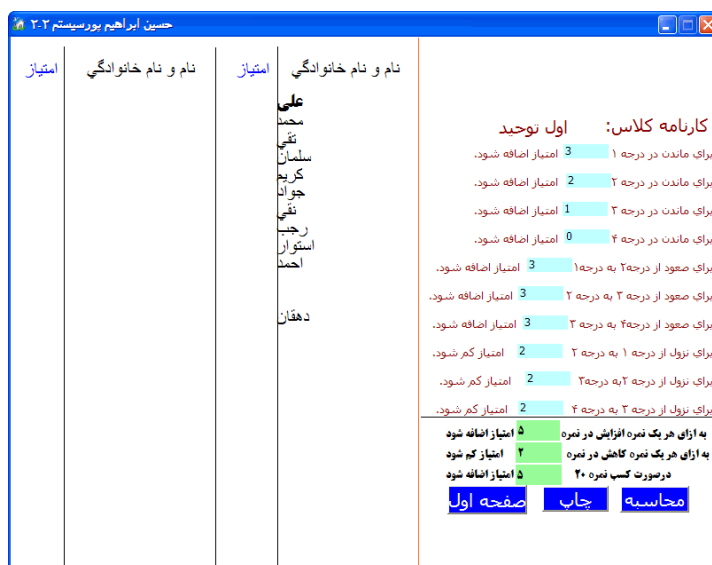 حسین ابراهیم پورسیستم ۲-۲
کارنامه کلاس: اول توحید
براي ماندن در درجه ۱ 3 امتیاز اضافه شود.
براي ماندن در درجه ۲ 2 امتیاز اضافه شود.
براي ماندن در درجه ۳ 1 امتیاز اضافه شود.
براي ماندن در درجه ۴ 0 امتیاز اضافه شود.
براي صعود از درجه۲ به درجه۱ 3 امتیاز اضافه شود.
براي صعود از درجه ۳ به درجه ۲ 3 امتیاز اضافه شود.
براي صعود از درجه۴ به درجه ۳ 3 امتیاز اضافه شود.
براي نزول از درجه ۱ به درجه ۲ 2 امتیاز کم شود.
براي نزول از درجه ۲به درجه۳ 2 امتیاز کم شود.
براي نزول از درجه ۳ به درجه ۴ 2 امتیاز کم شود.
به ازای هر یک نمره افزایش در نمره ۵ امتیاز اضافه شود
به ازای هر یک نمره کاهش در نمره ۲ امتیاز کم شود
درصورت کسب نمره ۲۰ ۵ امتیاز اضافه شود
محاسبه چاپ صفحه اول
نام و نام خانوادگي امتیاز نام و نام خانوادگي امتیاز
علي
محمد
تقي
سلمان
کریم
جواد
نقي
رجب
استوار
احمد
دهقان